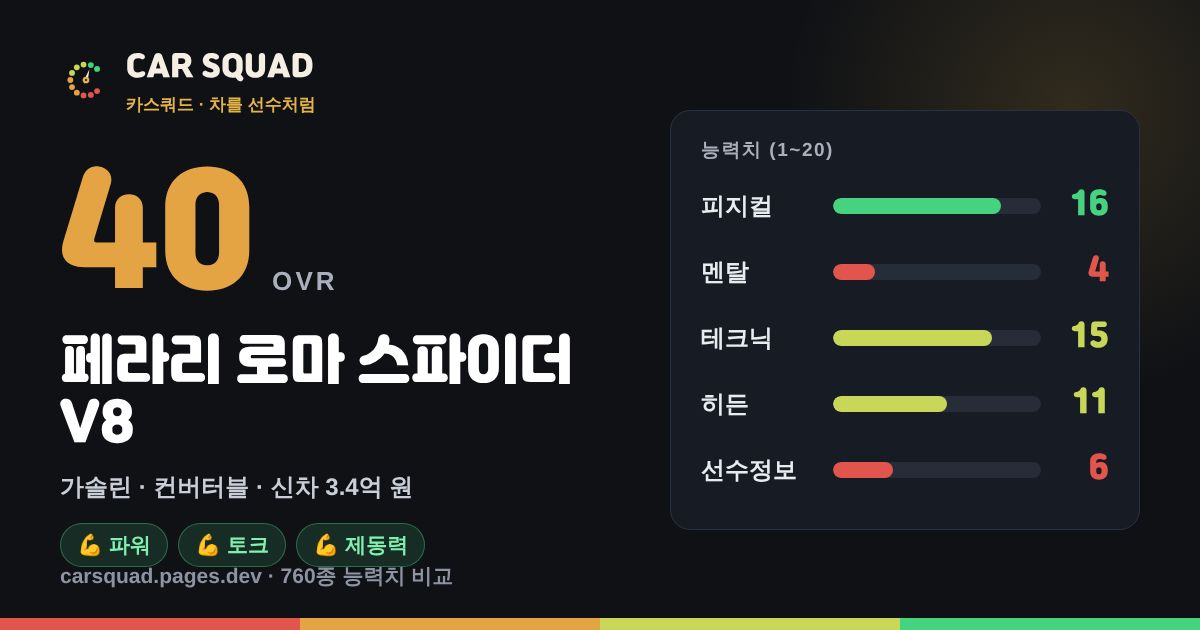 CAR SQUAD
카스쿼드 · 차를 선수처럼
40 OVR
페라리 로마 스파이더
V8
가솔린 · 컨버터블 · 신차 3.4억 원
💪 파워 💪 토크 💪 제동력
carsquad.pages.dev · 760종 능력치 비교
능력치 (1~20)
피지컬 16
멘탈 4
테크닉 15
히든 11
선수정보 6